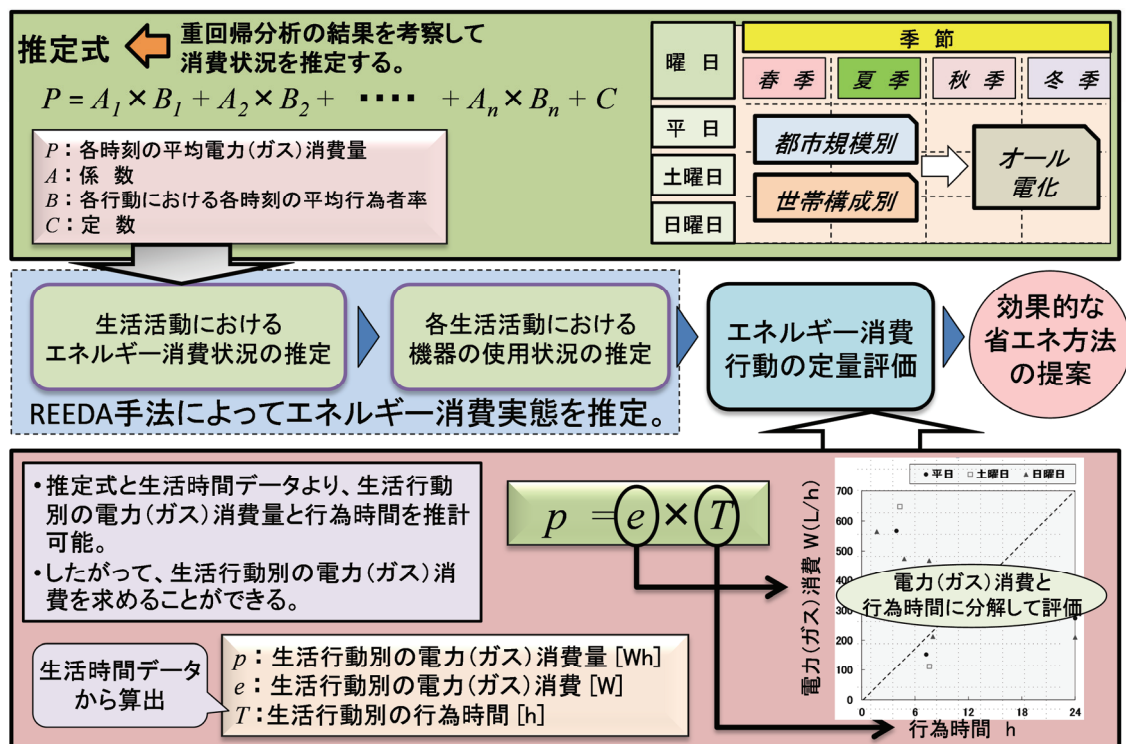 推定式
重回帰分析の結果を考察して
消費状況を推定する。
P = A1 × B1 + A2 × B2 + ‥‥ + An × Bn + C
P：各時刻の平均電力(ガス)消費量
A：係 数
B：各行動における各時刻の平均行為者率
C：定 数
曜 日
季 節
春 季
夏 季
秋 季
冬 季
平 日
土曜日
日曜日
都市規模別
世帯構成別
オール
電化
生活活動における
エネルギー消費状況の推定
各生活活動における
機器の使用状況の推定
REEDA手法によってエネルギー消費実態を推定。
エネルギー消費
行動の定量評価
効果的な
省エネ方法
の提案
・推定式と生活時間データより、生活行動
別の電力(ガス)消費量と行為時間を推計
可能。
・したがって、生活行動別の電力(ガス)消
費を求めることができる。
p = e × T
生活時間データ
から算出
p：生活行動別の電力(ガス)消費量 [Wh]
e：生活行動別の電力(ガス)消費 [W]
T：生活行動別の行為時間 [h]
平日 土曜日 日曜日
電力(ガス)消費 W(L/h)
700
600
500
400
300
200
100
0
電力(ガス)消費と
行為時間に分解して評価
0 6 12 18 24
行為時間 h